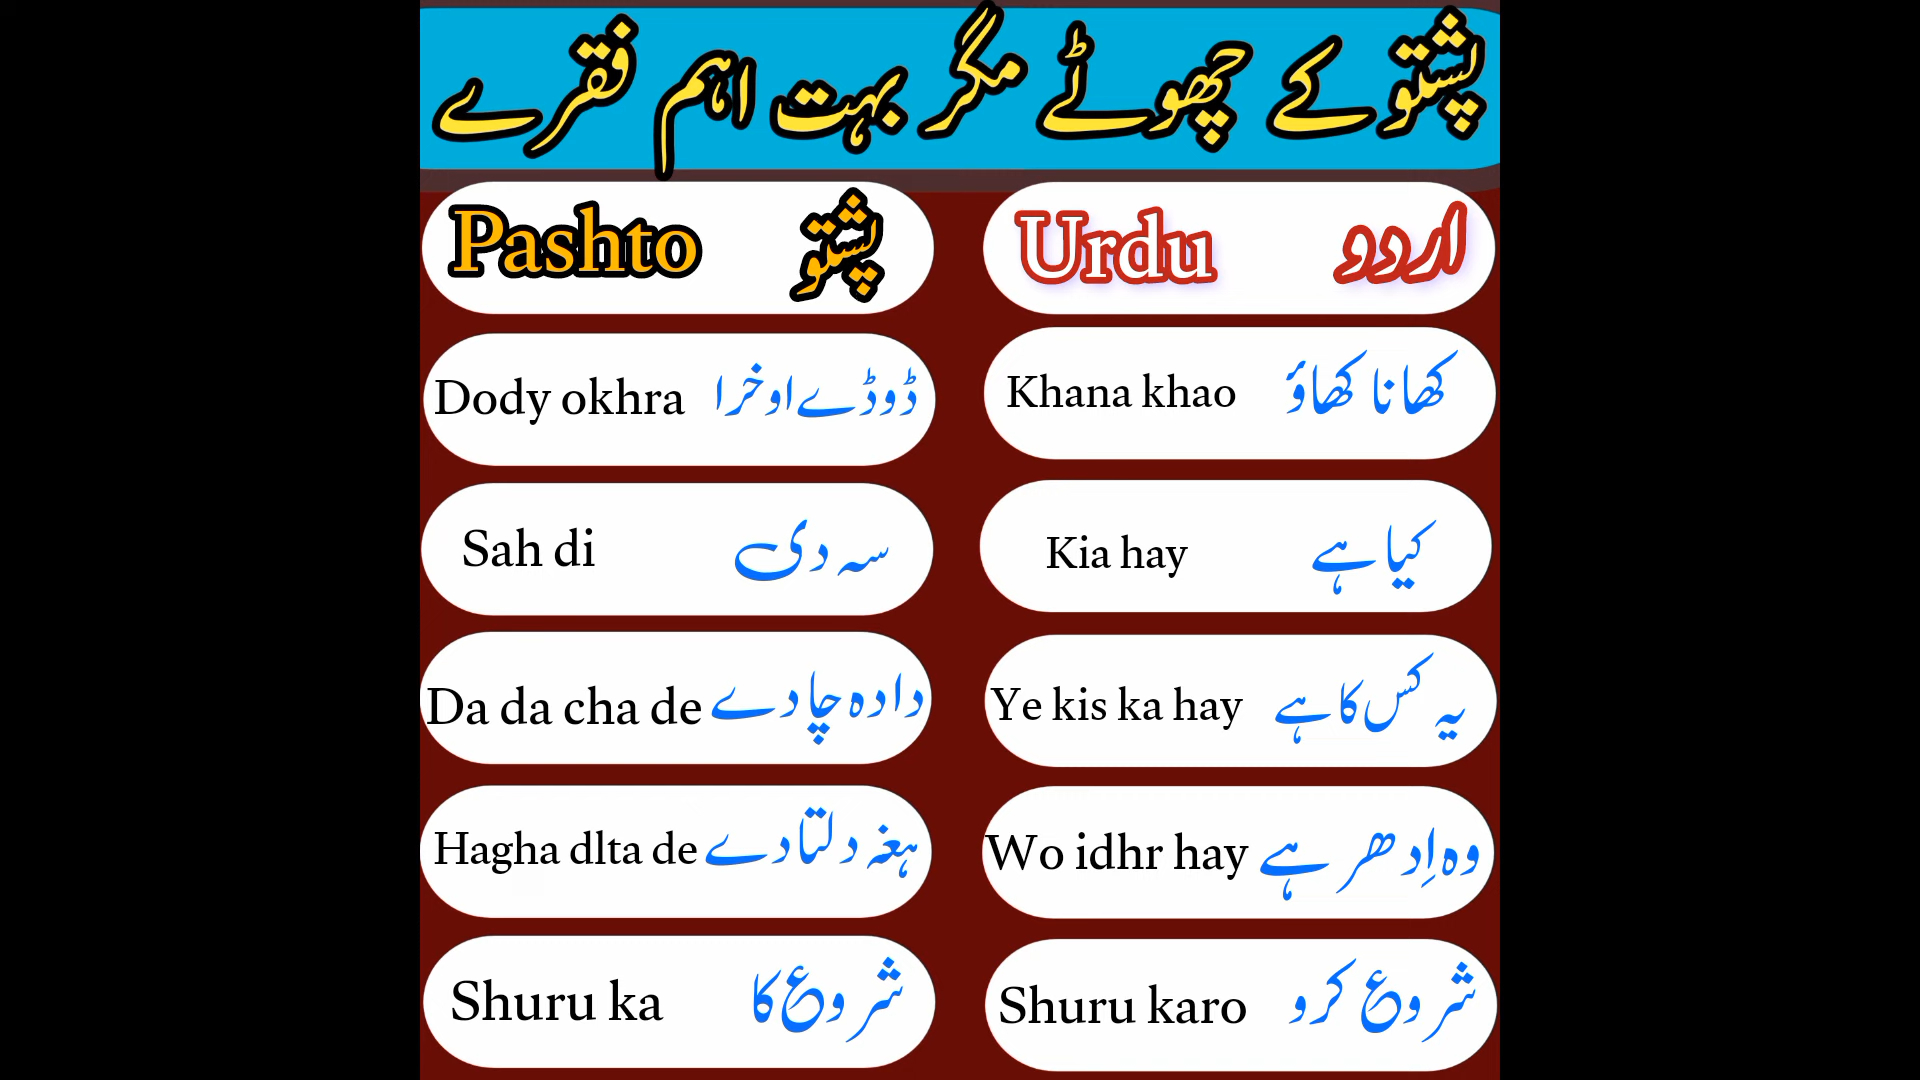 پشتو کے چھوٹے مگر بہت اہم فقرے
Pashto پشتو Urdu اردو
Dody okhra ڈوڈے اوخرا Khana khao کھانا کھاؤ
Sah di سہ دی Kia hay کیا ہے
Da da cha de دا دہ چا دے Ye kis ka hay یہ کس کا ہے
Hagha dlta de ہغہ دلتا دے Wo idhr hay وہ اِدھر ہے
Shuru ka شروع کا Shuru karo شروع کرو